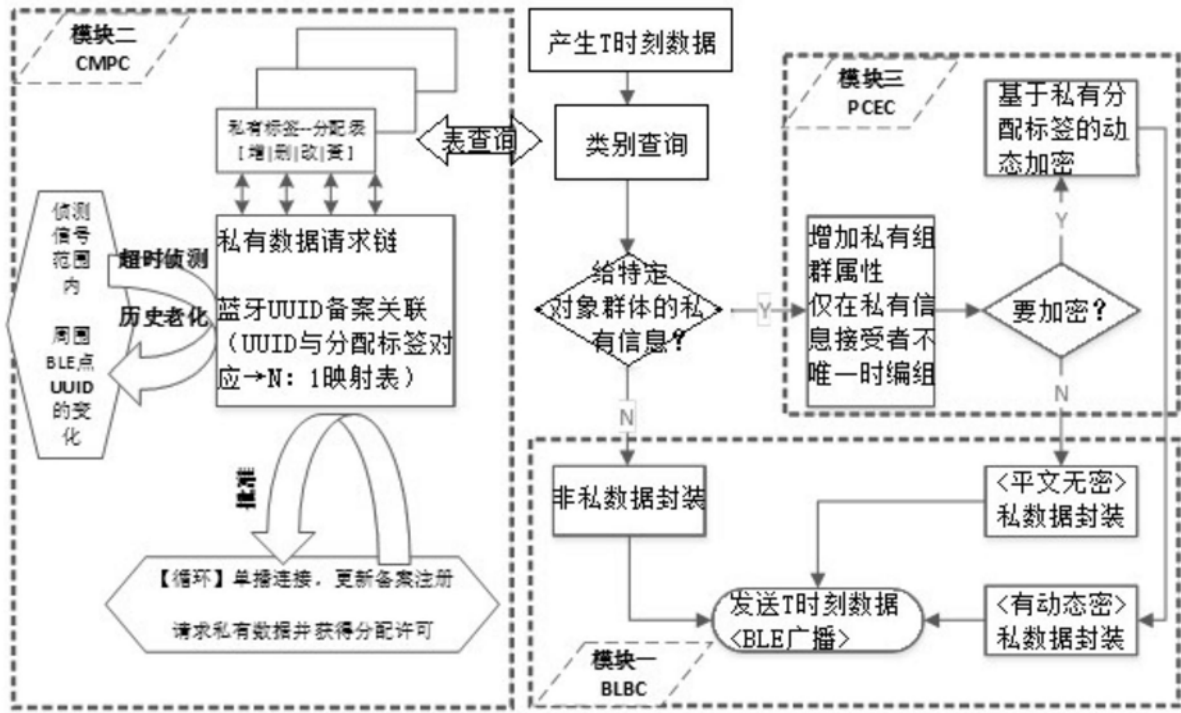 模块二
CMPC
私有标签--分配表
[增|删|改|查]
表查询
产生T时刻数据
类别查询
模块三
PCEC
基于私有分
配标签的动
态加密
侦测
信号
范围
内
周围
BLE点
UUID
的变
化
超时侦测
历史老化
私有数据请求链
蓝牙UUID备案关联
（UUID与分配标签对
应→N：1映射表）
给特定
对象群体的私
有信息？
Y
增加私有组
群属性
仅在私有信
息接受者不
唯一时编组
Y
要加密？
N
N
批准
【循环】单播连接，更新备案注册
请求私有数据并获得分配许可
非私数据封装
<平文无密>
私数据封装
发送T时刻数据
<BLE广播>
<有动态密>
私数据封装
模块一
BLBC